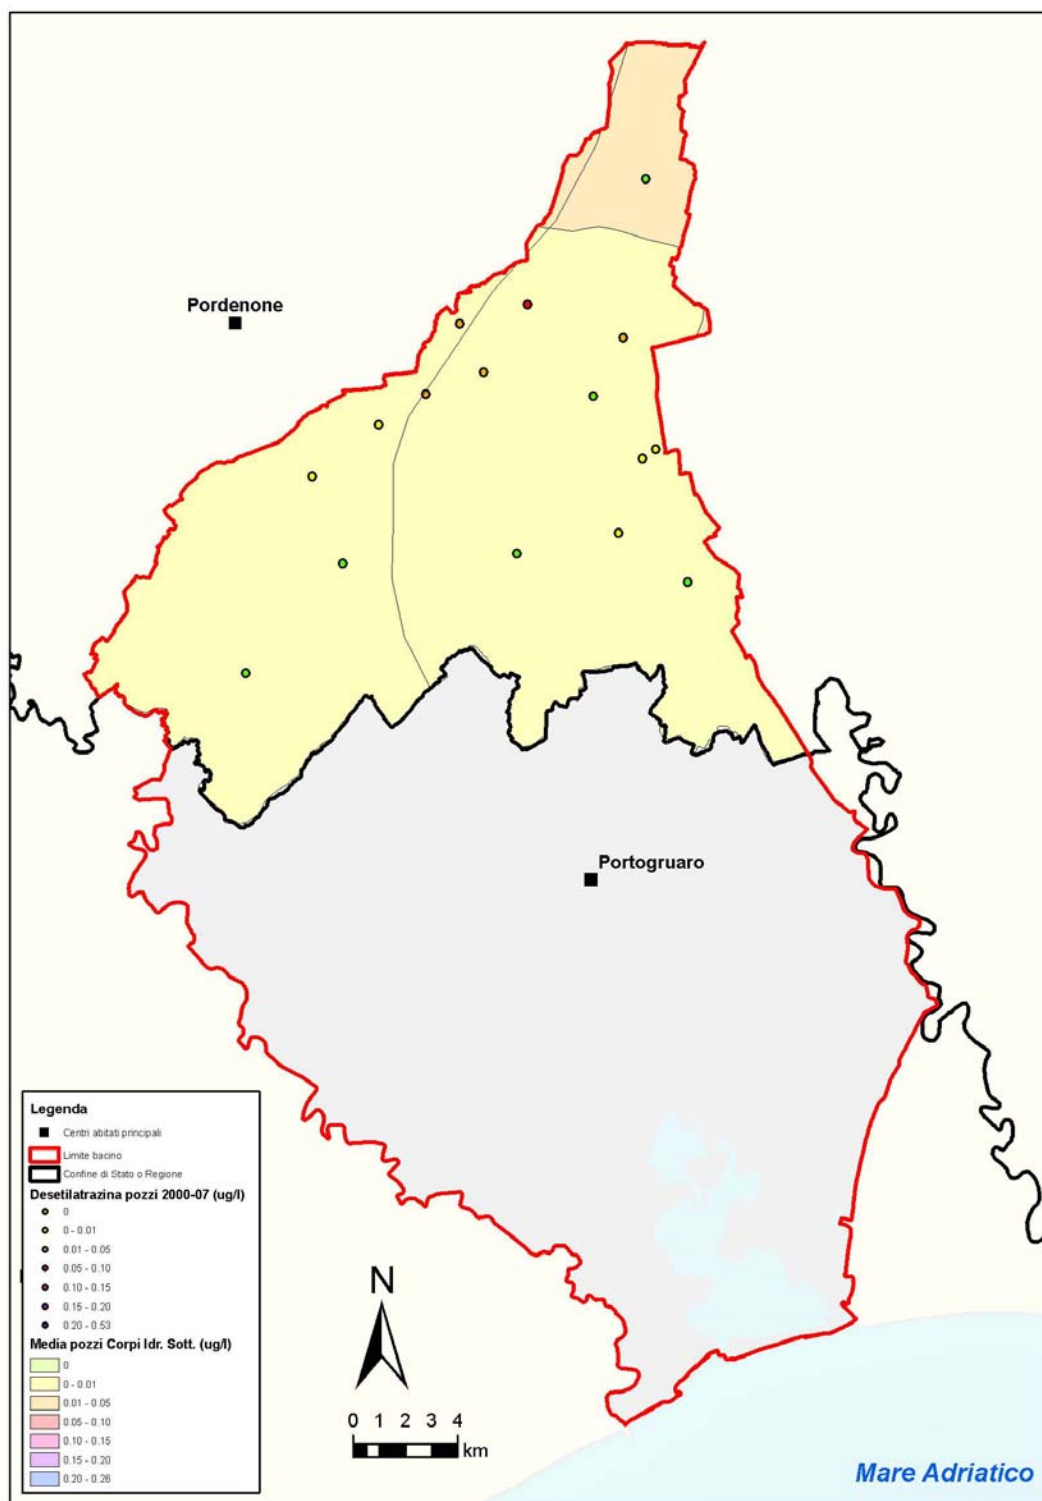 Pordenone
Portogruaro
Legenda
Centri abitati principali
Limite bacino
Confine di Stato o Regione
Desetilatrazina pozzi 2000-07 (ug/l)
0
0 - 0.01
0.01 - 0.05
0.05 - 0.10
0.10 - 0.15
0.15 - 0.20
0.20 - 0.53
Media pozzi Corpi Idr. Sott. (ug/l)
0
0 - 0.01
0.01 - 0.05
0.05 - 0.10
0.10 - 0.15
0.15 - 0.20
0.20 - 0.26
N
0 1 2 3 4
km
Mare Adriatico